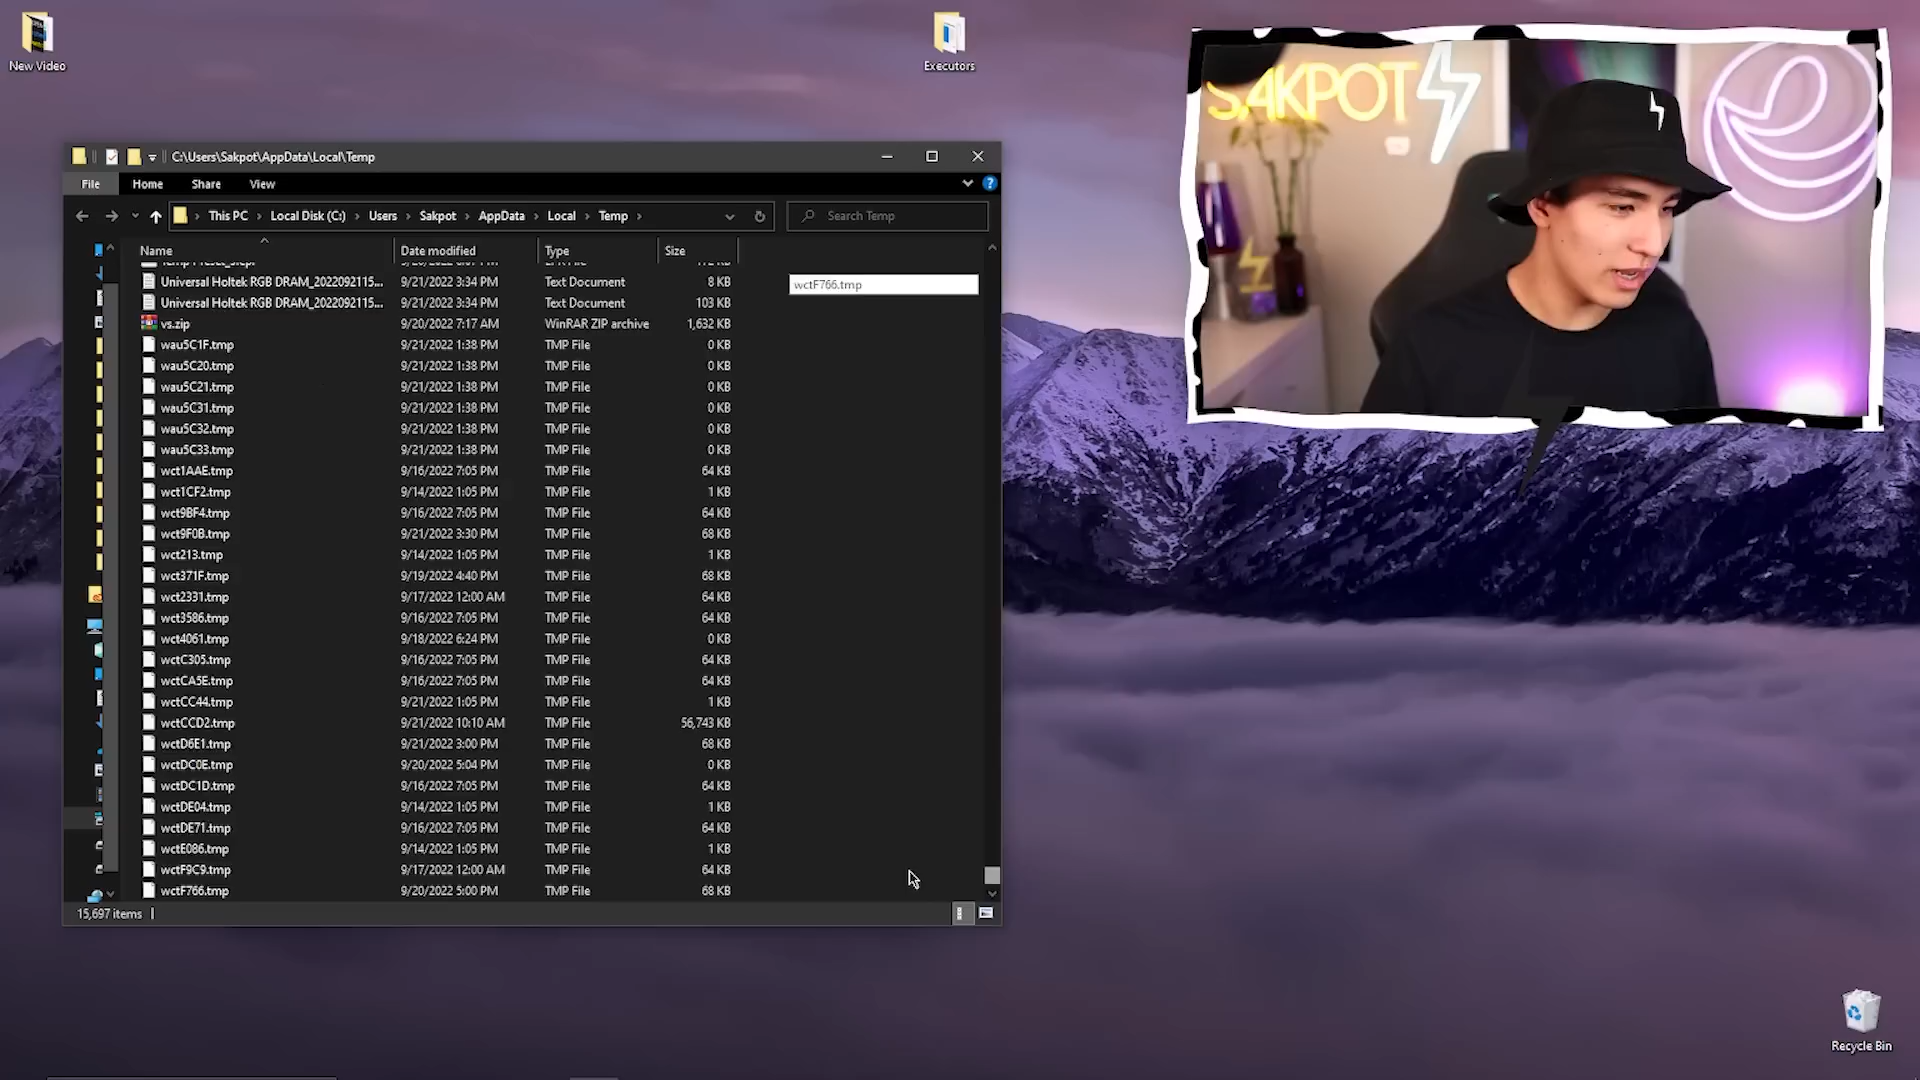 New Video
Executors
SAKPOT
C:\Users\Sakpot\AppData\Local\Temp
File Home Share View
This PC Local Disk (C:) Users Sakpot AppData Local Temp
Search Temp
Name Date modified Type Size
Universal Holtek RGB DRAM_2022092115... 9/21/2022 3:34 PM Text Document 8 KB
wctF766.tmp
Universal Holtek RGB DRAM_2022092115... 9/21/2022 3:34 PM Text Document 103 KB
vs.zip 9/20/2022 7:17 AM WinRAR ZIP archive 1,632 KB
wau5C1F.tmp 9/21/2022 1:38 PM TMP File 0 KB
wau5C20.tmp 9/21/2022 1:38 PM TMP File 0 KB
wau5C21.tmp 9/21/2022 1:38 PM TMP File 0 KB
wau5C31.tmp 9/21/2022 1:38 PM TMP File 0 KB
wau5C32.tmp 9/21/2022 1:38 PM TMP File 0 KB
wau5C33.tmp 9/21/2022 1:38 PM TMP File 0 KB
wct1AAE.tmp 9/16/2022 7:05 PM TMP File 64 KB
wct1CF2.tmp 9/14/2022 1:05 PM TMP File 1 KB
wct9BF4.tmp 9/16/2022 7:05 PM TMP File 64 KB
wct9F0B.tmp 9/21/2022 3:30 PM TMP File 68 KB
wct213.tmp 9/14/2022 1:05 PM TMP File 1 KB
wct371F.tmp 9/19/2022 4:40 PM TMP File 68 KB
wct2331.tmp 9/17/2022 12:00 AM TMP File 64 KB
wct3586.tmp 9/16/2022 7:05 PM TMP File 64 KB
wct4061.tmp 9/18/2022 6:24 PM TMP File 0 KB
wctC305.tmp 9/16/2022 7:05 PM TMP File 64 KB
wctCA5E.tmp 9/16/2022 7:05 PM TMP File 64 KB
wctCC44.tmp 9/21/2022 1:05 PM TMP File 1 KB
wctCCD2.tmp 9/21/2022 10:10 AM TMP File 56,743 KB
wctD6E1.tmp 9/21/2022 3:00 PM TMP File 68 KB
wctDC0E.tmp 9/20/2022 5:04 PM TMP File 0 KB
wctDC1D.tmp 9/16/2022 7:05 PM TMP File 64 KB
wctDE04.tmp 9/14/2022 1:05 PM TMP File 1 KB
wctDE71.tmp 9/16/2022 7:05 PM TMP File 64 KB
wctE086.tmp 9/14/2022 1:05 PM TMP File 1 KB
wctF9C9.tmp 9/17/2022 12:00 AM TMP File 64 KB
wctF766.tmp 9/20/2022 5:00 PM TMP File 68 KB
15,697 items
Recycle Bin